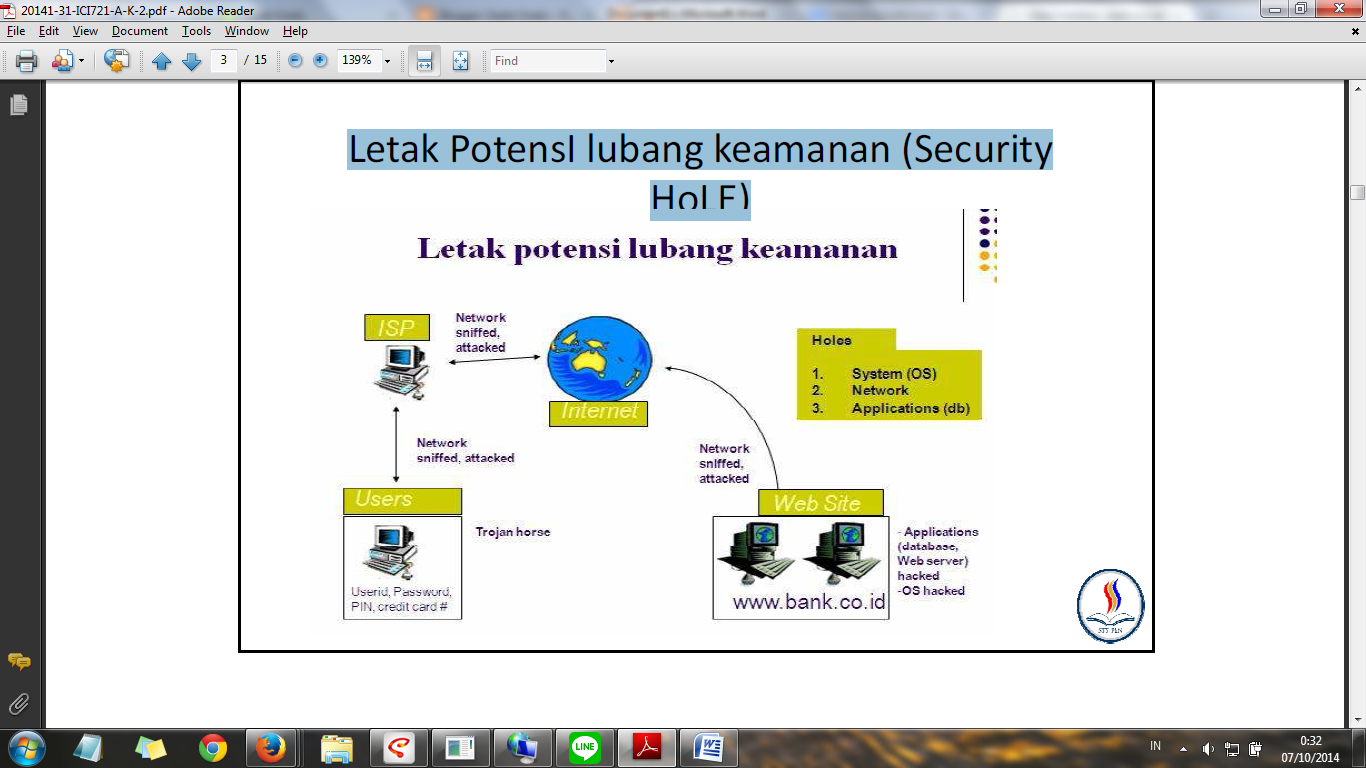 20141-31-ICI721-A-K-2.pdf - Adobe Reader
File Edit View Document Tools Window Help
3 / 15 139% Find
Letak PotensI lubang keamanan (Security
HoLE)
Letak potensi lubang keamanan
ISP
Network
sniffed,
attacked
Internet
Holes
1. System (OS)
2. Network
3. Applications (db)
Network
sniffed, attacked
Network
sniffed,
attacked
Users
Trojan horse
Userid, Password,
PIN, credit card #
Web Site
www.bank.co.id
- Applications
(database,
Web server)
hacked
-OS hacked
STT PLN
LINE
IN
0:32
07/10/2014